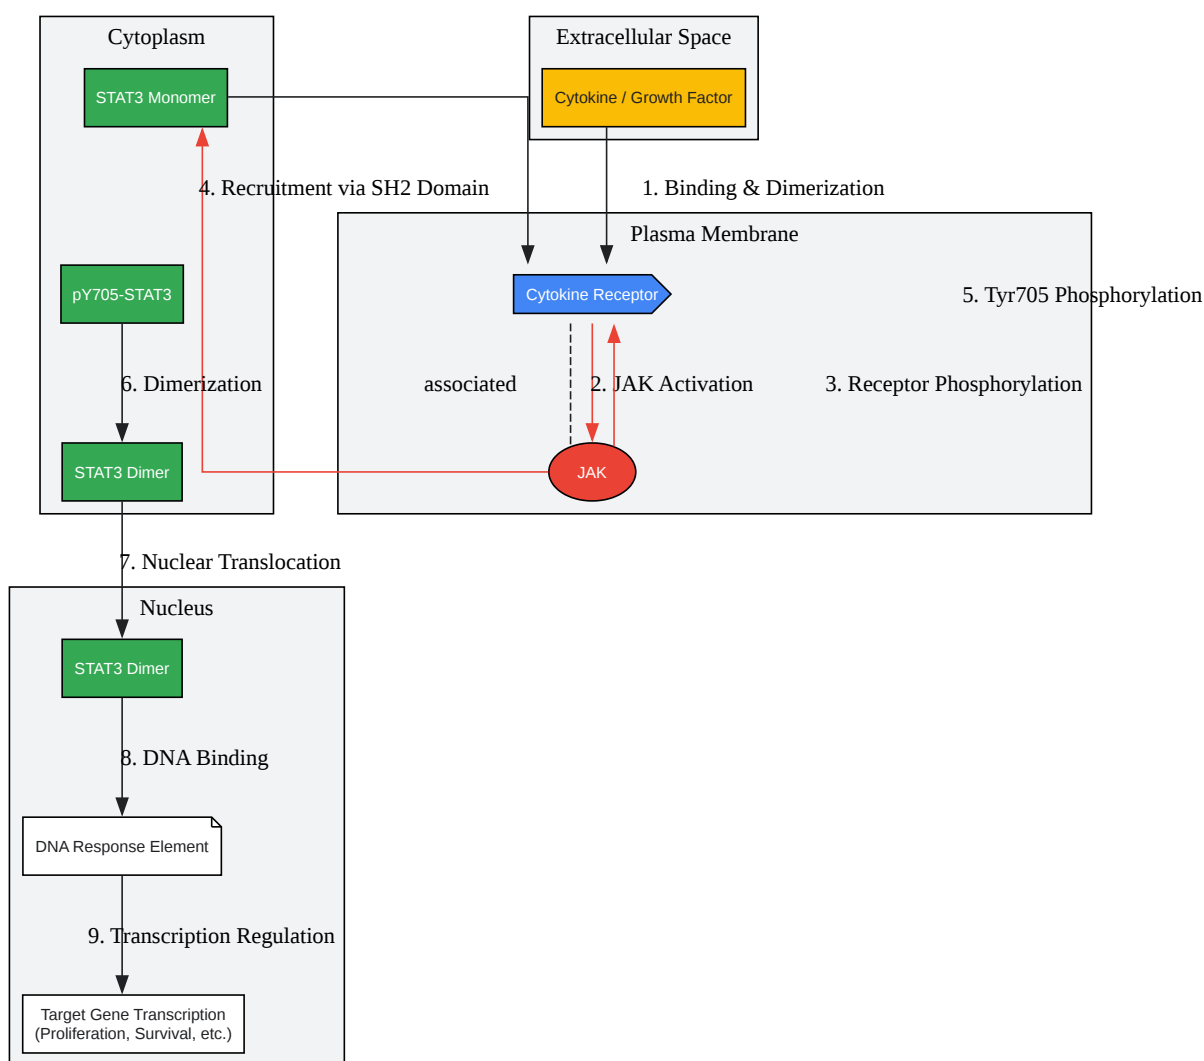 Cytoplasm
Extracellular Space
STAT3 Monomer
Cytokine / Growth Factor
4. Recruitment via SH2 Domain
1. Binding & Dimerization
Plasma Membrane
pY705-STAT3
Cytokine Receptor
5. Tyr705 Phosphorylation
6. Dimerization
associated
2. JAK Activation
3. Receptor Phosphorylation
STAT3 Dimer
JAK
7. Nuclear Translocation
Nucleus
STAT3 Dimer
8. DNA Binding
DNA Response Element
9. Transcription Regulation
Target Gene Transcription
(Proliferation, Survival, etc.)